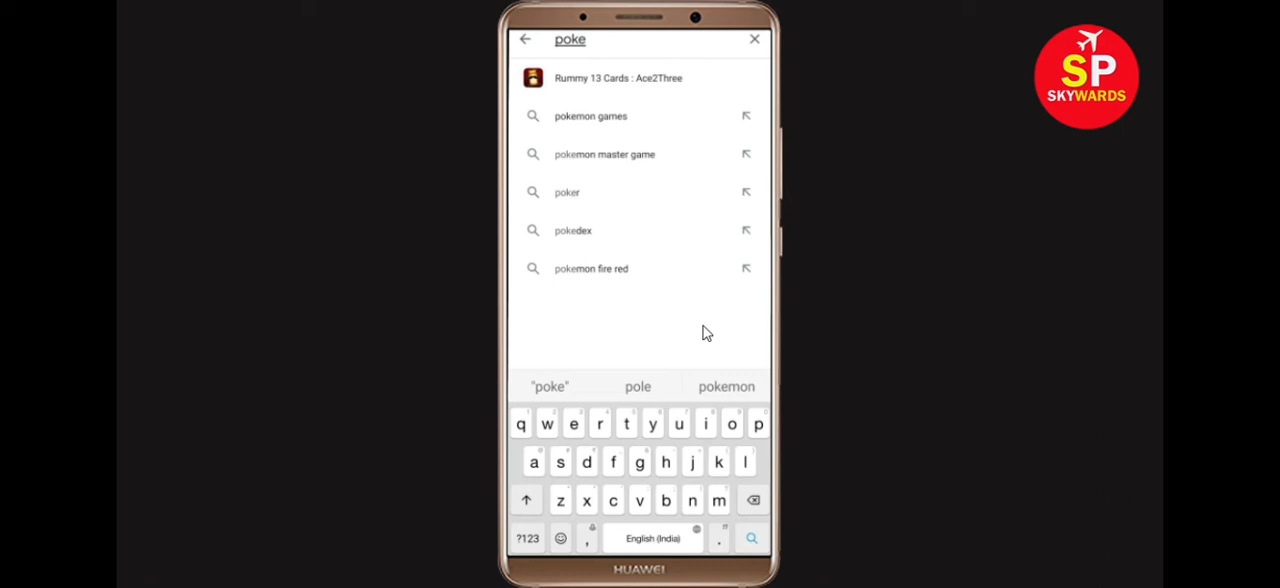 poke
SP
SKYWARDS
Rummy 13 Cards : Ace2Three
pokemon games
pokemon master game
poker
pokedex
pokemon fire red
"poke" pole pokemon
q w e r t y u i o p
a s d f g h j k l
z x c v b n m
?123 , English (India) .
HUAWEI